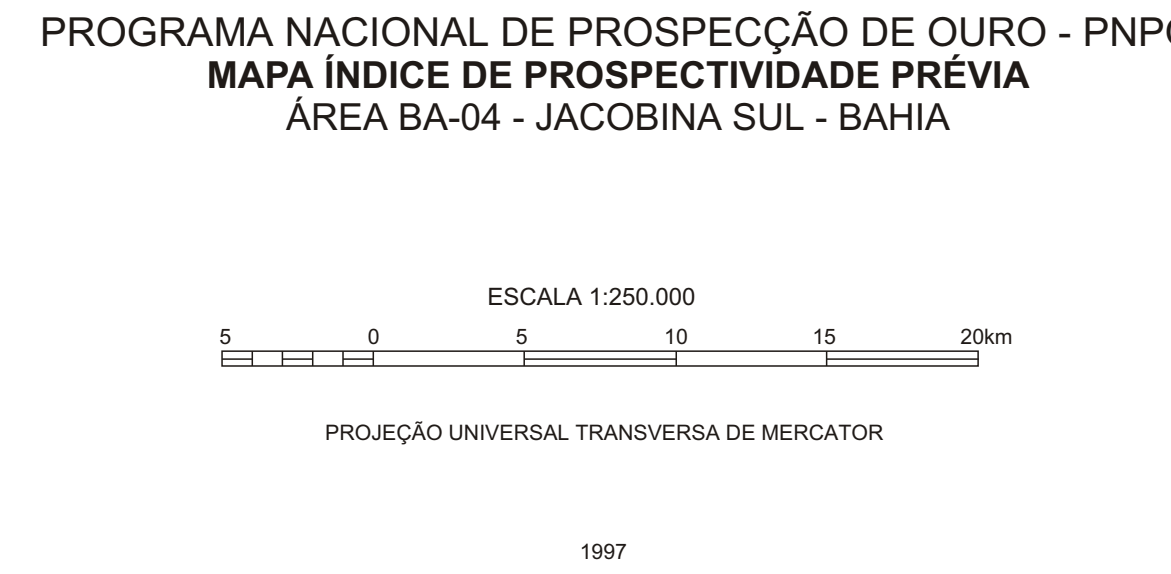 PROGRAMA NACIONAL DE PROSPECÇÃO DE OURO - PNPO
MAPA ÍNDICE DE PROSPECTIVIDADE PRÉVIA
ÁREA BA-04 - JACOBINA SUL - BAHIA
ESCALA 1:250.000
5 0 5 10 15 20km
PROJEÇÃO UNIVERSAL TRANSVERSA DE MERCATOR
1997